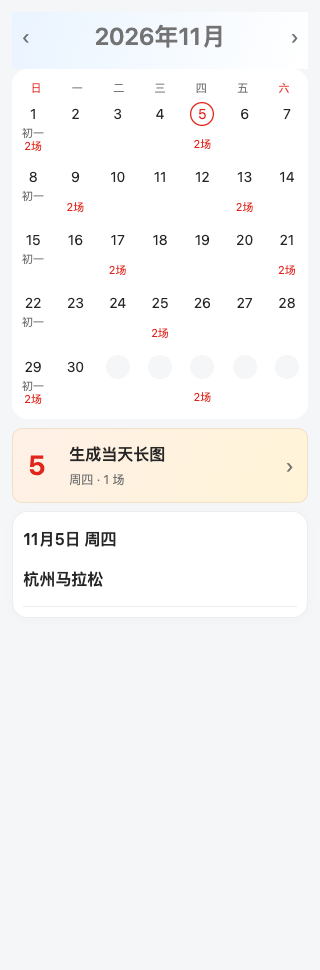 ‹ 2026年11月 ›
日 一 二 三 四 五 六
1 2 3 4 5 6 7
初一
2场 2场
8 9 10 11 12 13 14
初一
2场 2场
15 16 17 18 19 20 21
初一
2场 2场
22 23 24 25 26 27 28
初一
2场
29 30
初一
2场 2场
5 生成当天长图 ›
周四 · 1 场
11月5日 周四
杭州马拉松